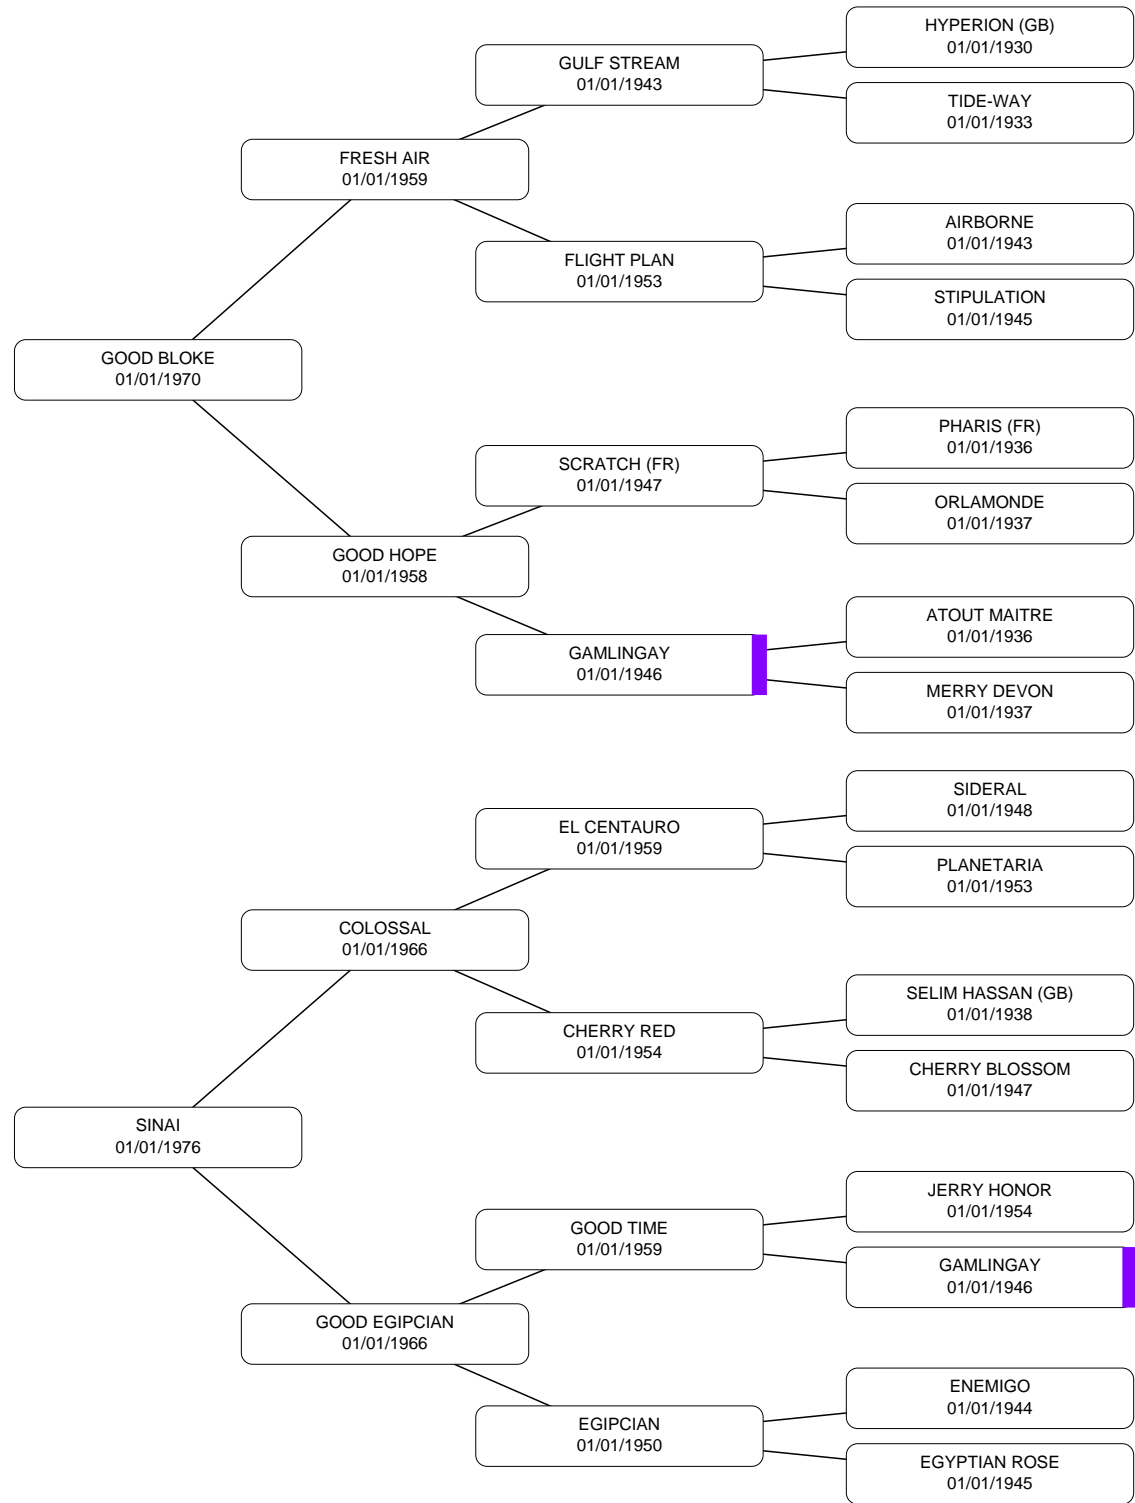 HYPERION (GB)
01/01/1930
GULF STREAM
01/01/1943
TIDE-WAY
01/01/1933
FRESH AIR
01/01/1959
AIRBORNE
01/01/1943
FLIGHT PLAN
01/01/1953
STIPULATION
01/01/1945
GOOD BLOKE
01/01/1970
PHARIS (FR)
01/01/1936
SCRATCH (FR)
01/01/1947
ORLAMONDE
01/01/1937
GOOD HOPE
01/01/1958
ATOUT MAITRE
01/01/1936
GAMLINGAY
01/01/1946
MERRY DEVON
01/01/1937
SIDERAL
01/01/1948
EL CENTAURO
01/01/1959
PLANETARIA
01/01/1953
COLOSSAL
01/01/1966
SELIM HASSAN (GB)
01/01/1938
CHERRY RED
01/01/1954
CHERRY BLOSSOM
01/01/1947
SINAI
01/01/1976
JERRY HONOR
01/01/1954
GOOD TIME
01/01/1959
GAMLINGAY
01/01/1946
GOOD EGIPCIAN
01/01/1966
ENEMIGO
01/01/1944
EGIPCIAN
01/01/1950
EGYPTIAN ROSE
01/01/1945